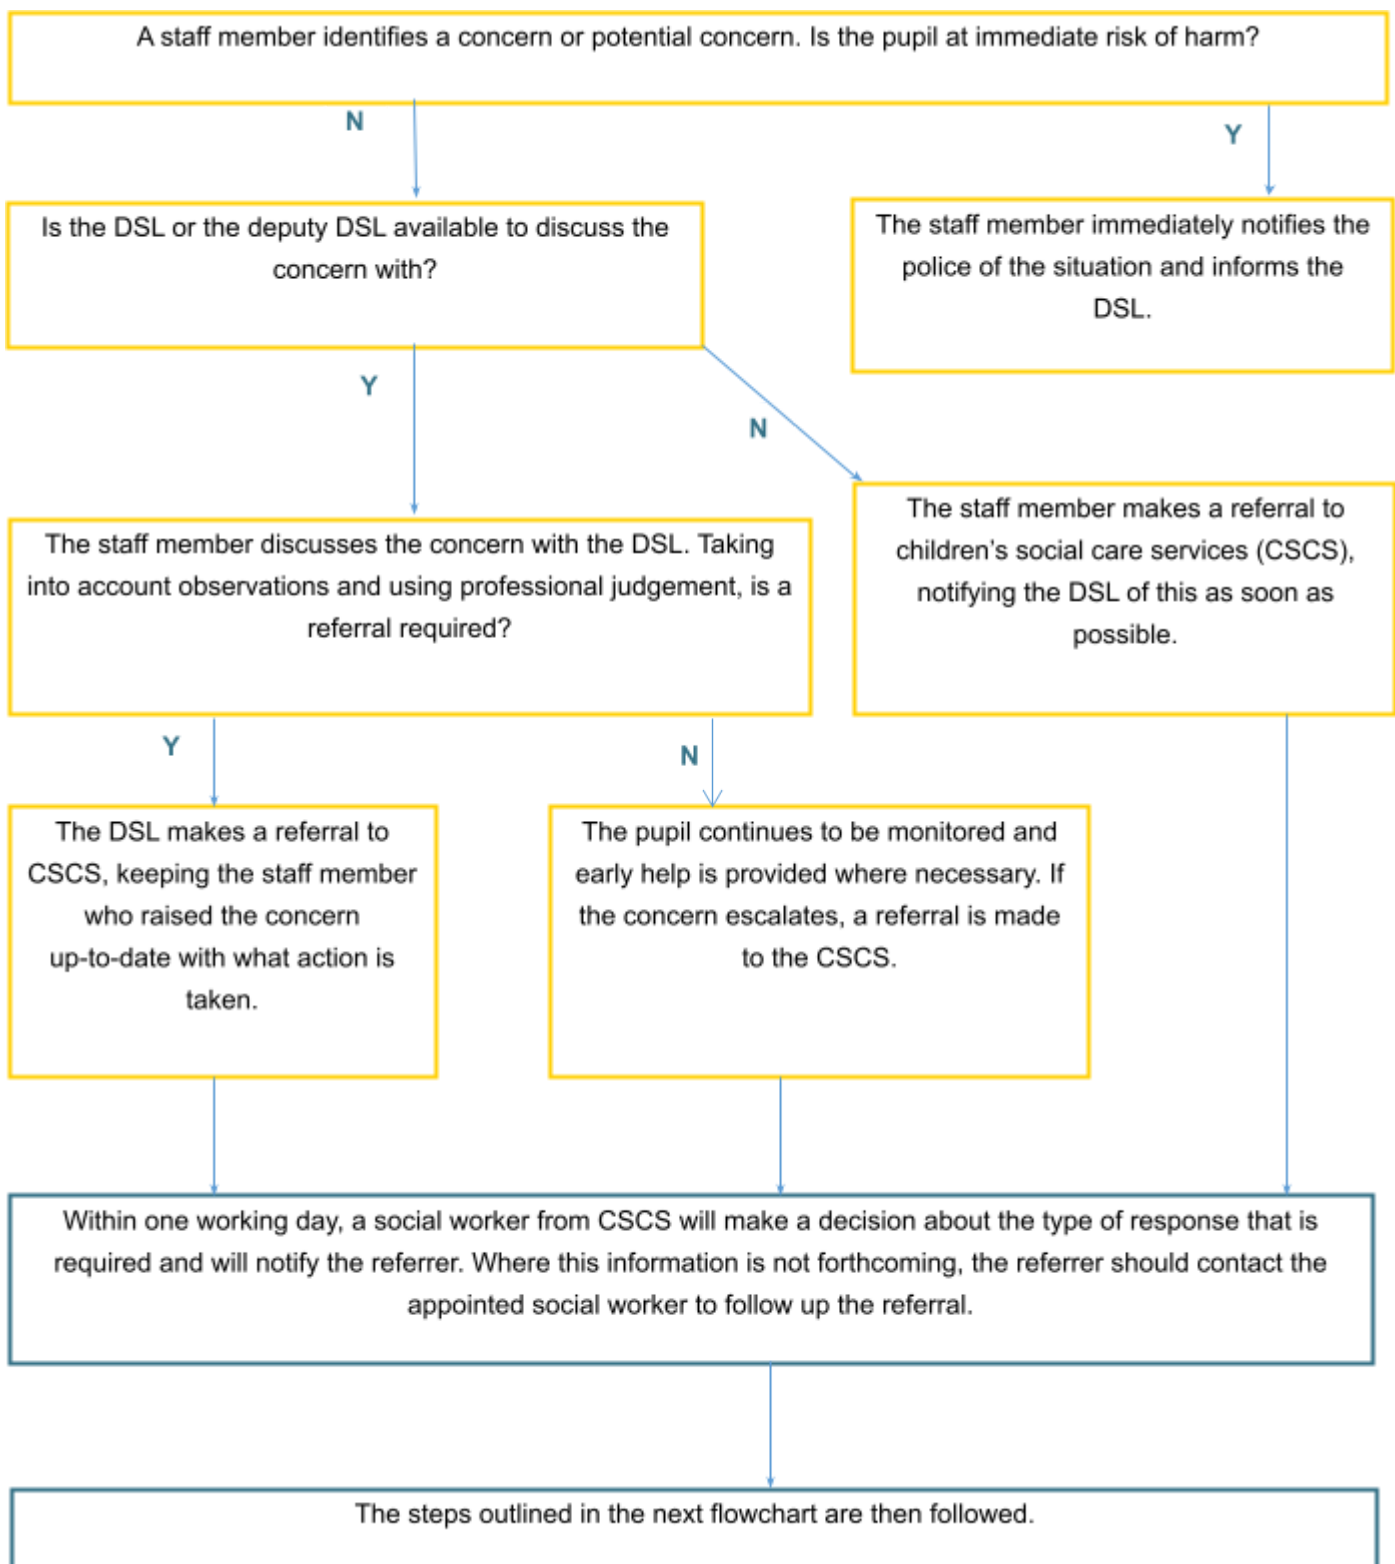 A staff member identifies a concern or potential concern. Is the pupil at immediate risk of harm?
N
Y
Is the DSL or the deputy DSL available to discuss the
concern with?
The staff member immediately notifies the
police of the situation and informs the
DSL.
Y
N
The staff member discusses the concern with the DSL. Taking
into account observations and using professional judgement, is a
referral required?
The staff member makes a referral to
children’s social care services (CSCS),
notifying the DSL of this as soon as
possible.
Y
N
The DSL makes a referral to
CSCS, keeping the staff member
who raised the concern
up-to-date with what action is
taken.
The pupil continues to be monitored and
early help is provided where necessary. If
the concern escalates, a referral is made
to the CSCS.
Within one working day, a social worker from CSCS will make a decision about the type of response that is
required and will notify the referrer. Where this information is not forthcoming, the referrer should contact the
appointed social worker to follow up the referral.
The steps outlined in the next flowchart are then followed.